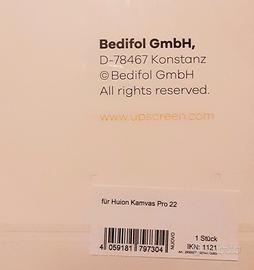 Bedifol GmbH,
D-78467 Konstanz
© Bedifol GmbH
All rights reserved.
www.upscreen.com
für Huion Kamvas Pro 22
4 059181 797304
NUOVO
1 Stück
IKN: 1121